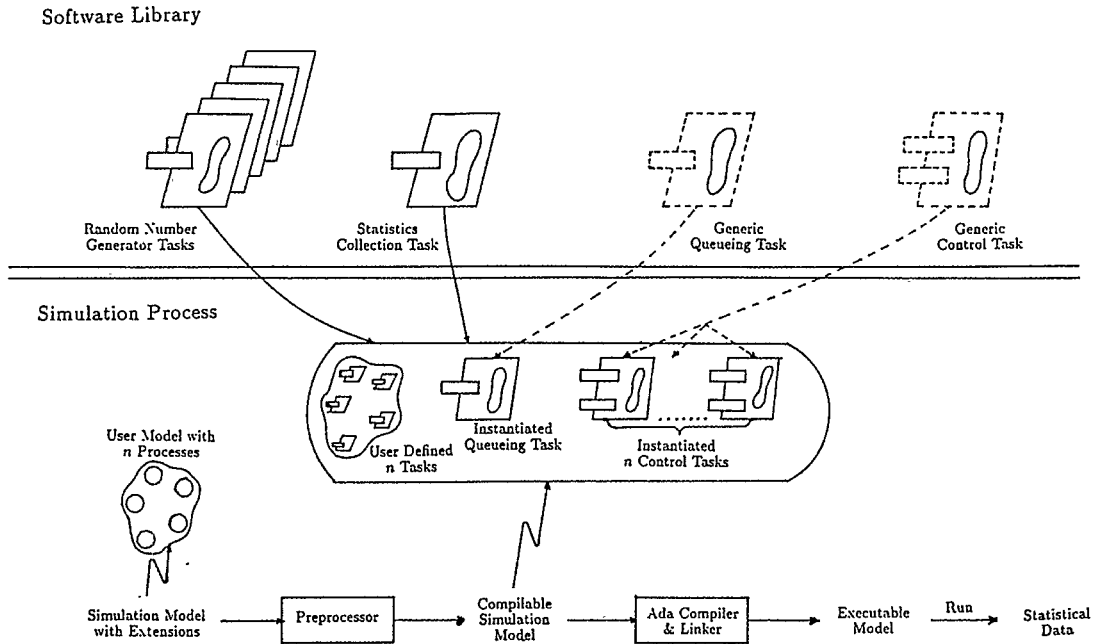 Software Library
Random Number
Generator Tasks
Statistics
Collection Task
Generic
Queueing Task
Generic
Control Task
Simulation Process
User Defined
n Tasks
Instantiated
Queueing Task
......
Instantiated
n Control Tasks
User Model with
n Processes
Simulation Model
with Extensions
Preprocessor
Compilable
Simulation
Model
Ada Compiler
& Linker
Executable
Model
Run
Statistical
Data